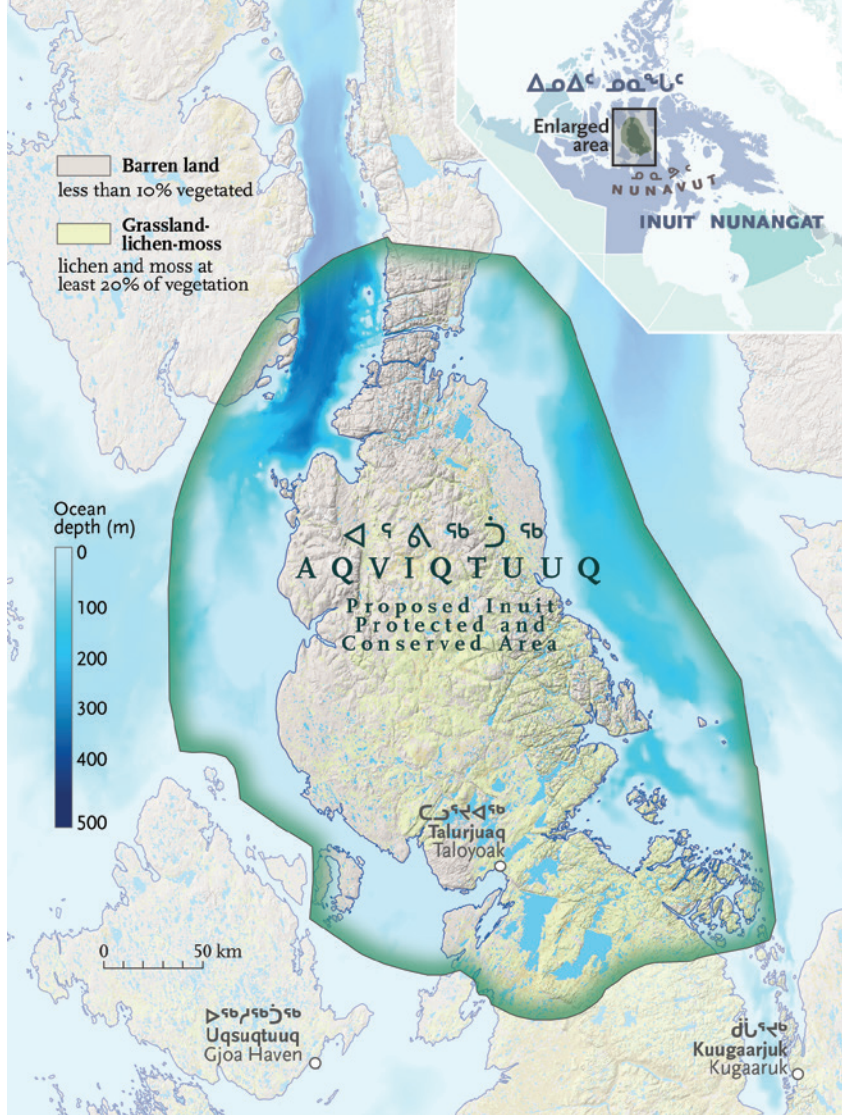 ᐃᓄᐃᑦ ᓄᓇᖓᑦ
Enlarged
area
ᓄᓇᕗᑦ
NUNAVUT
INUIT NUNANGAT
Barren land
less than 10% vegetated
Grassland-
lichen-moss
lichen and moss at
least 20% of vegetation
Ocean
depth (m)
0
100
200
300
400
500
ᐊᕐᕕᖅᑑᖅ
AQVIQTUUQ
Proposed Inuit
Protected and
Conserved Area
ᑕᓗᕐᔪᐊᖅ
Talurjuaq
Taloyoak
0 50 km
ᐅᖅᓱᖅᑑᖅ
Uqsuqtuuq
Gjoa Haven
ᑰᒑᕐᔪᒃ
Kuugaarjuk
Kugaaruk